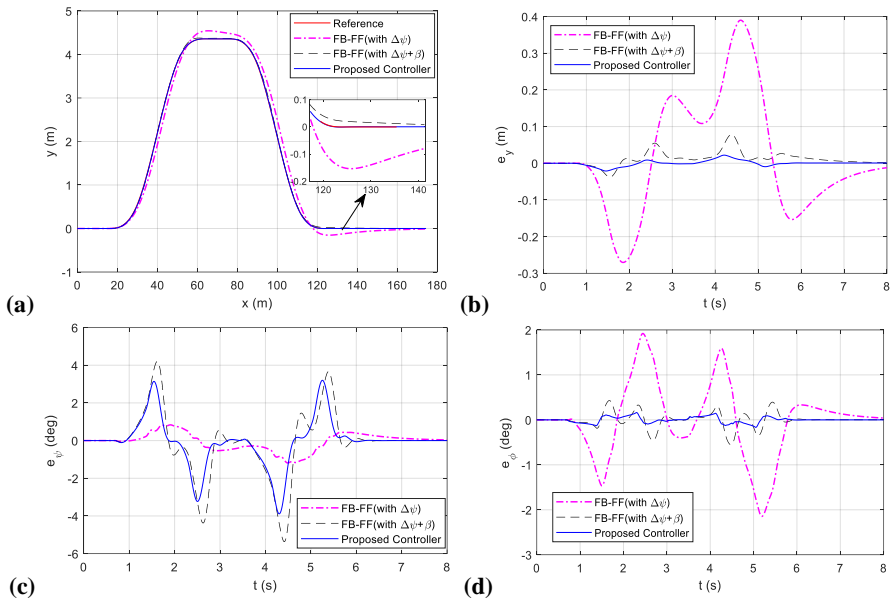 5
4
3
2
1
0
-1
y (m)
0 20 40 60 80 100 120 140 160 180
x (m)
Reference
FB-FF(with Δψ)
FB-FF(with Δψ+β)
Proposed Controller
0.1
0
-0.1
-0.2
120 130 140
(a)
0.4
0.3
0.2
0.1
0
-0.1
-0.2
-0.3
e_y (m)
0 1 2 3 4 5 6 7 8
t (s)
FB-FF(with Δψ)
FB-FF(with Δψ+β)
Proposed Controller
(b)
6
4
2
0
-2
-4
-6
e_ψ (deg)
0 1 2 3 4 5 6 7 8
t (s)
FB-FF(with Δψ)
FB-FF(with Δψ+β)
Proposed Controller
(c)
2
1
0
-1
-2
-3
e_ϕ (deg)
0 1 2 3 4 5 6 7 8
t (s)
FB-FF(with Δψ)
FB-FF(with Δψ+β)
Proposed Controller
(d)